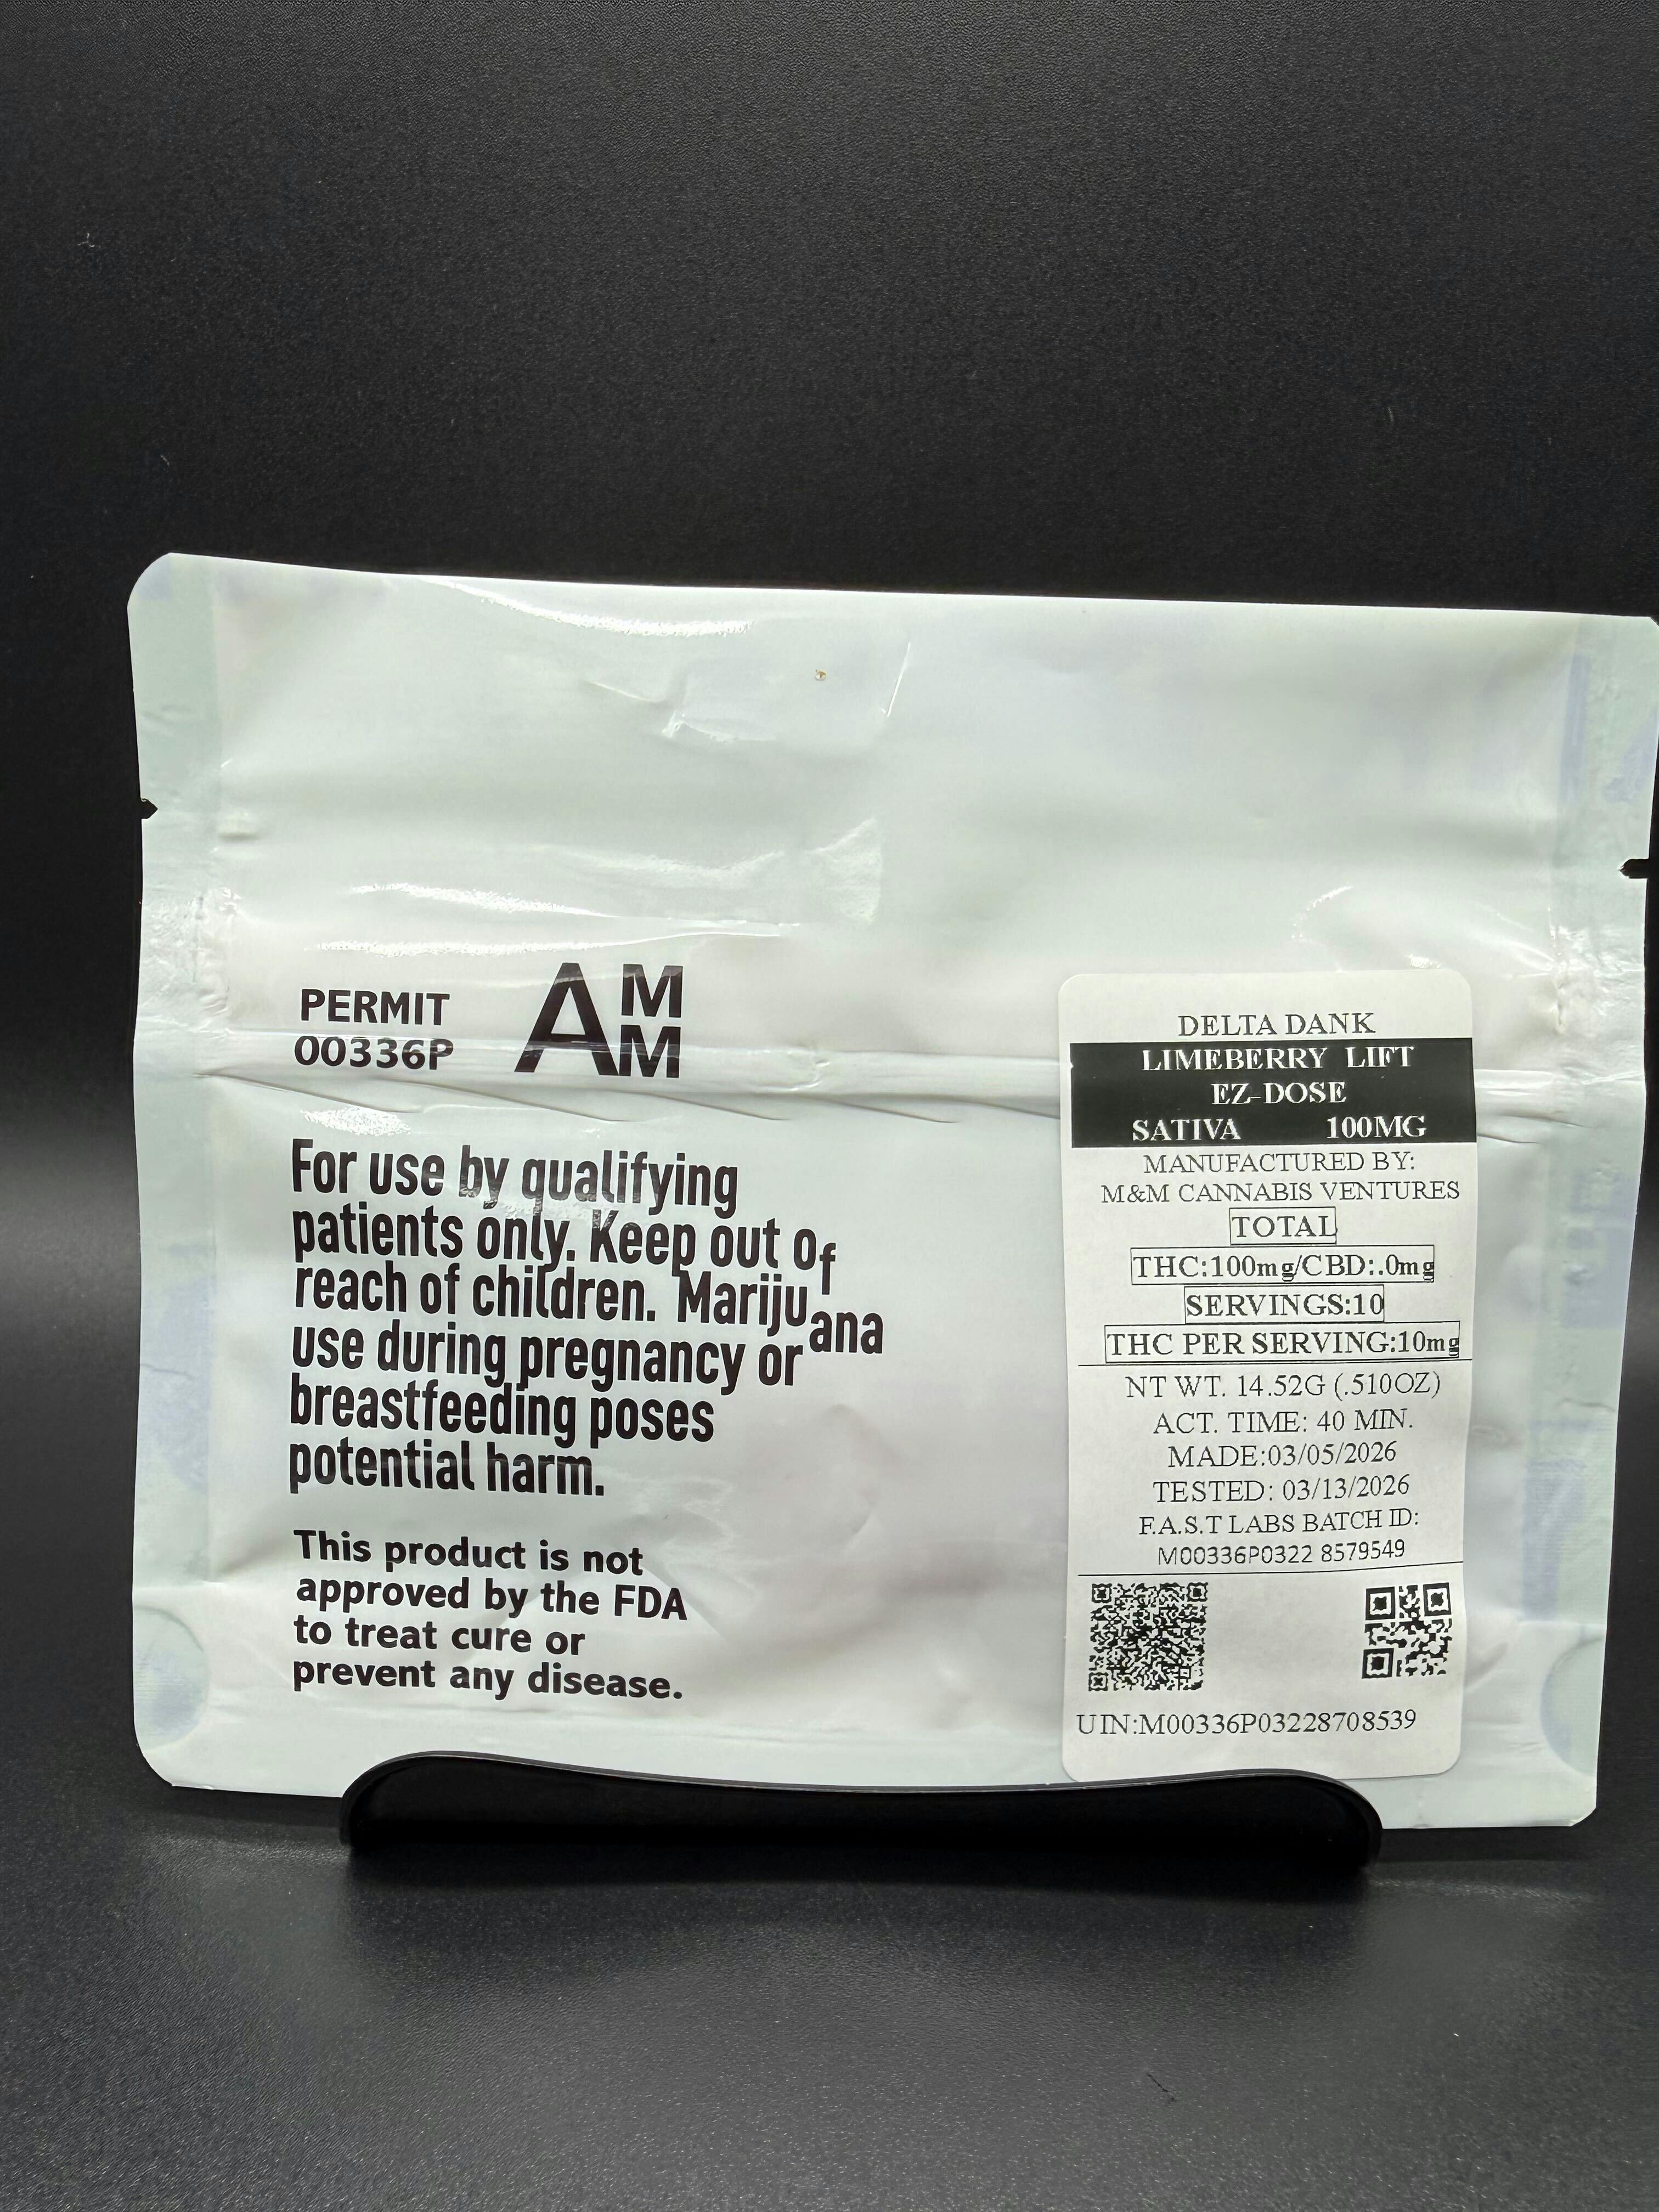 PERMIT
00336P
AMM
For use by qualifying
patients only. Keep out of
reach of children. Marijuana
use during pregnancy or
breastfeeding poses
potential harm.
This product is not
approved by the FDA
to treat cure or
prevent any disease.
DELTA DANK
LIMEBERRY LIFT
EZ-DOSE
SATIVA 100MG
MANUFACTURED BY:
M&M CANNABIS VENTURES
TOTAL
THC:100mg/CBD:.0mg
SERVINGS:10
THC PER SERVING:10mg
NT WT. 14.52G (.510OZ)
ACT. TIME: 40 MIN.
MADE:03/05/2026
TESTED: 03/13/2026
F.A.S.T LABS BATCH ID:
M00336P0322 8579549
UIN:M00336P03228708539